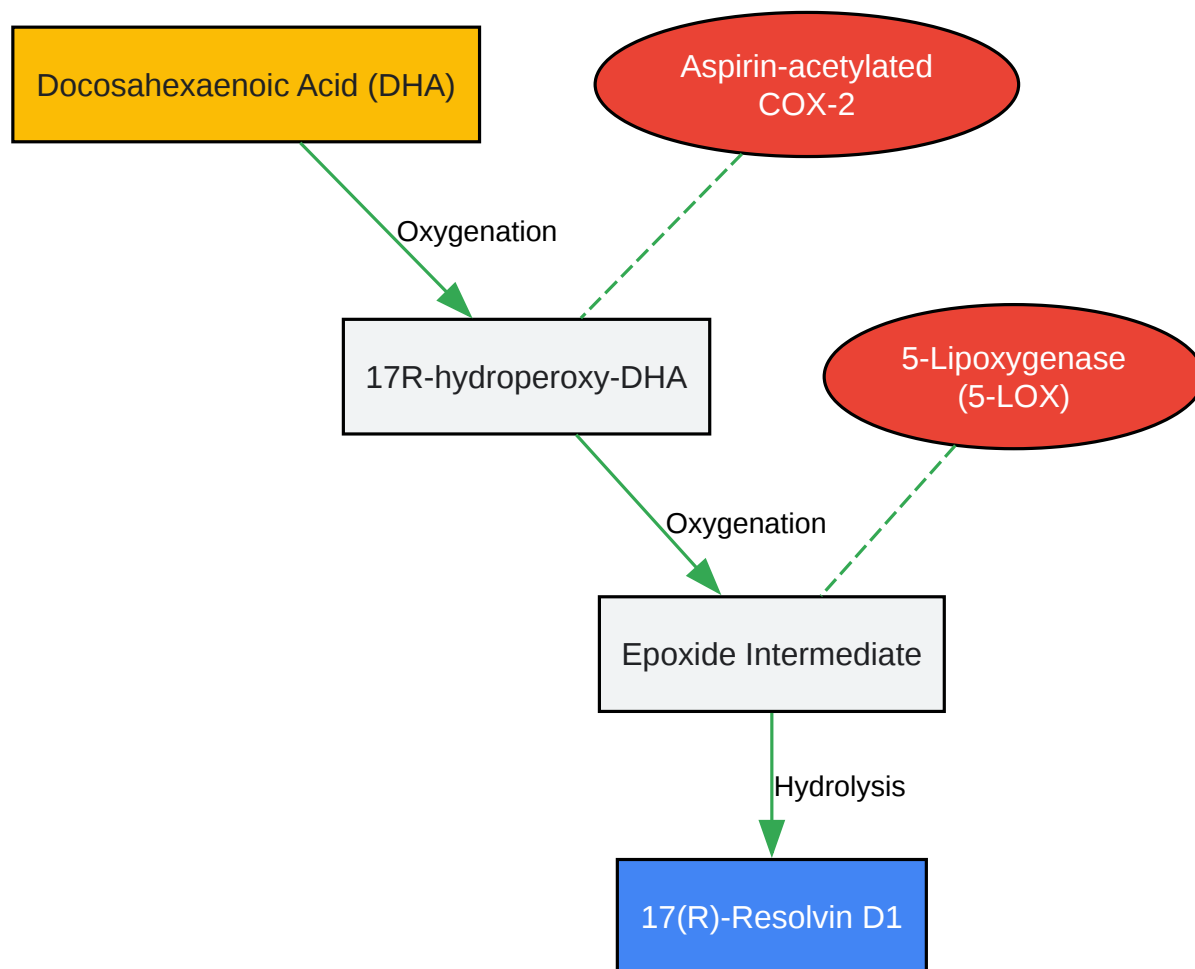 Docosahexaenoic Acid (DHA)
Aspirin-acetylated
COX-2
Oxygenation
17R-hydroperoxy-DHA
5-Lipoxygenase
(5-LOX)
Oxygenation
Epoxide Intermediate
Hydrolysis
17(R)-Resolvin D1